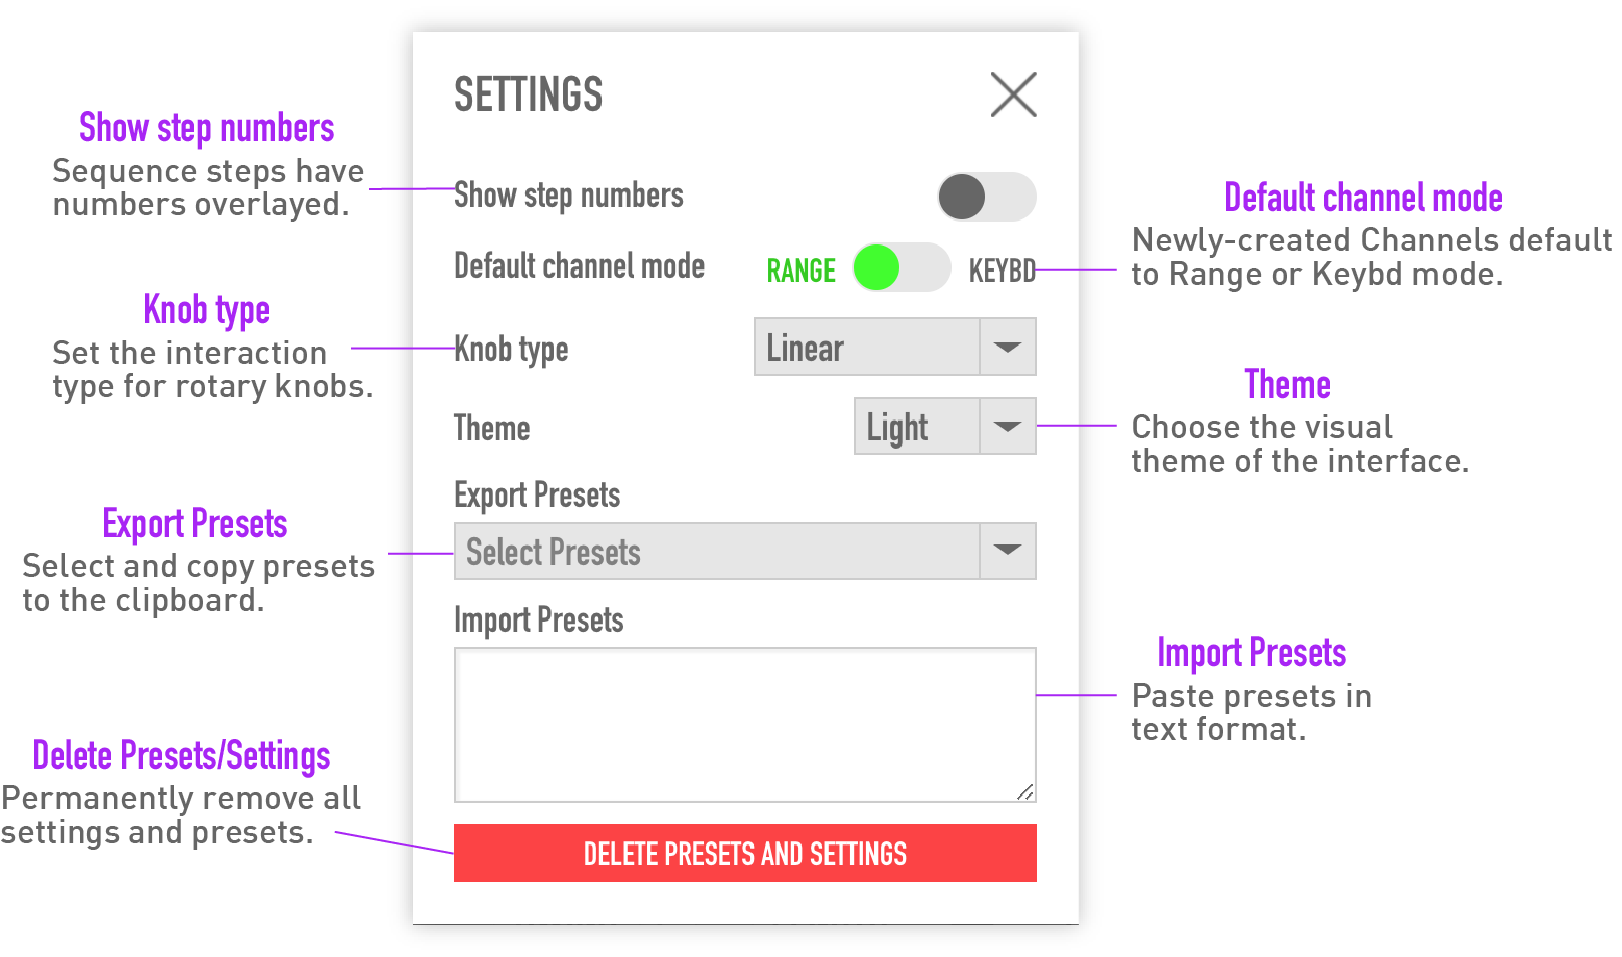 SETTINGS
Show step numbers
Sequence steps have
numbers overlayed.
Show step numbers
Default channel mode
Newly-created Channels default
to Range or Keybd mode.
Default channel mode
RANGE
KEYBD
Knob type
Set the interaction
type for rotary knobs.
Knob type
Linear
Theme
Choose the visual
theme of the interface.
Theme
Light
Export Presets
Select and copy presets
to the clipboard.
Export Presets
Select Presets
Import Presets
Import Presets
Paste presets in
text format.
Delete Presets/Settings
Permanently remove all
settings and presets.
DELETE PRESETS AND SETTINGS